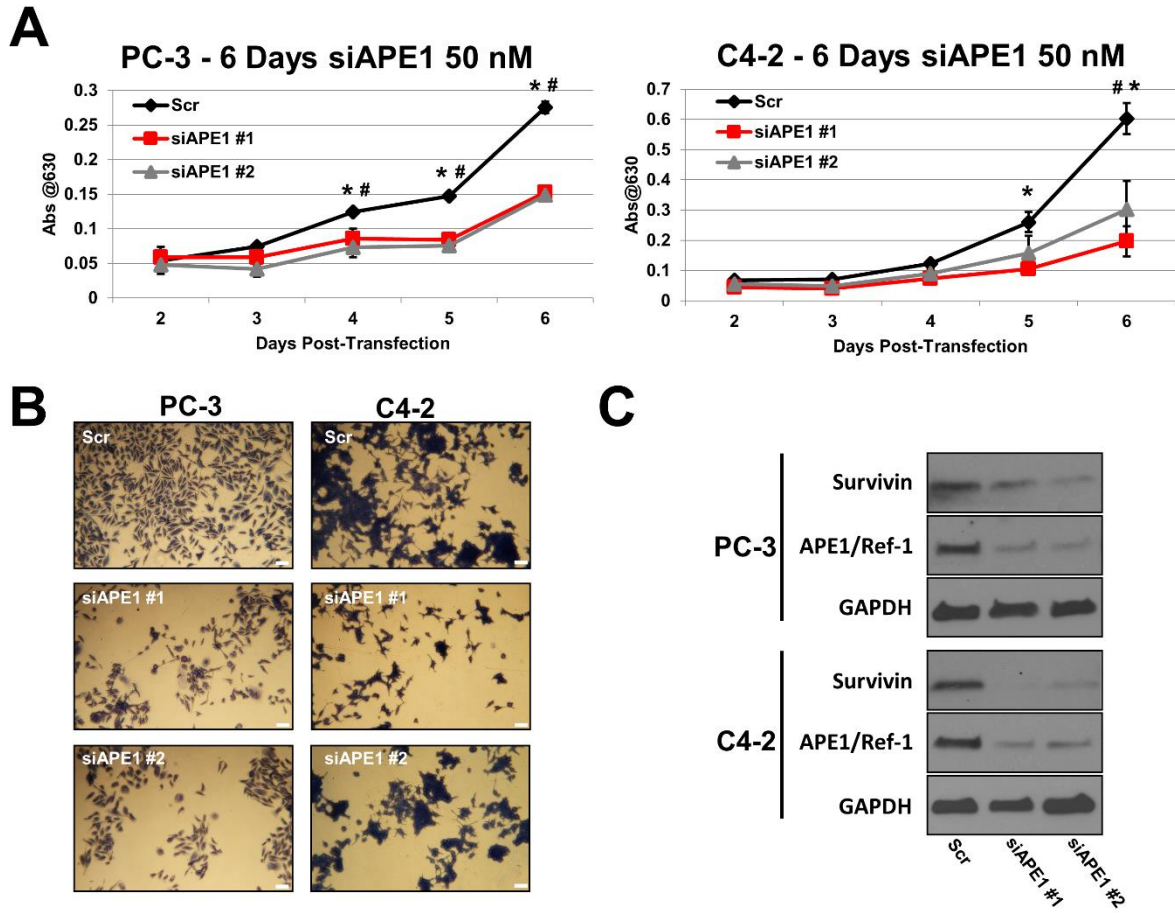 A
PC-3 - 6 Days siAPE1 50 nM
Scr
siAPE1 #1
siAPE1 #2
Abs @630
0.3
0.25
0.2
0.15
0.1
0.05
0
* #
* #
* #
2 3 4 5 6
Days Post-Transfection
C4-2 - 6 Days siAPE1 50 nM
Scr
siAPE1 #1
siAPE1 #2
Abs@630
0.7
0.6
0.5
0.4
0.3
0.2
0.1
0
*
# *
2 3 4 5 6
Days Post-Transfection
B
PC-3 C4-2
Scr Scr
siAPE1 #1 siAPE1 #1
siAPE1 #2 siAPE1 #2
C
PC-3
Survivin
APE1/Ref-1
GAPDH
C4-2
Survivin
APE1/Ref-1
GAPDH
Scr siAPE1 #1 siAPE1 #2